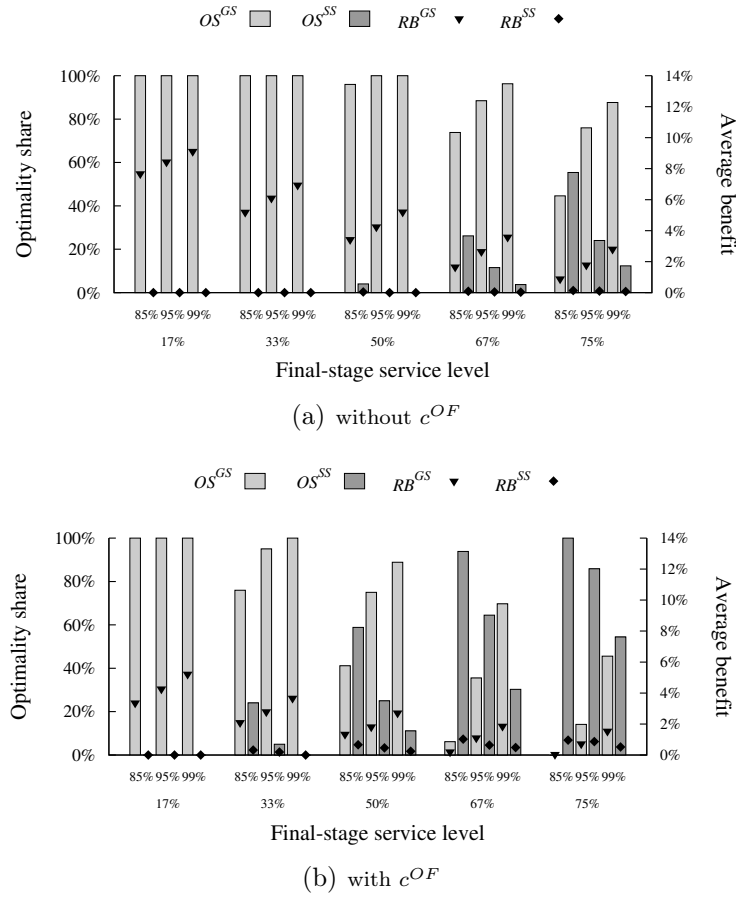 OS^GS OS^SS RB^GS RB^SS
100% 14%
12%
80% 10%
60% 8%
40% 6%
4%
20% 2%
0% 0%
Optimality share
Average benefit
85% 95% 99% 85% 95% 99% 85% 95% 99% 85% 95% 99% 85% 95% 99%
17% 33% 50% 67% 75%
Final-stage service level
(a) without c^OF
OS^GS OS^SS RB^GS RB^SS
100% 14%
12%
80% 10%
60% 8%
40% 6%
4%
20% 2%
0% 0%
Optimality share
Average benefit
85% 95% 99% 85% 95% 99% 85% 95% 99% 85% 95% 99% 85% 95% 99%
17% 33% 50% 67% 75%
Final-stage service level
(b) with c^OF